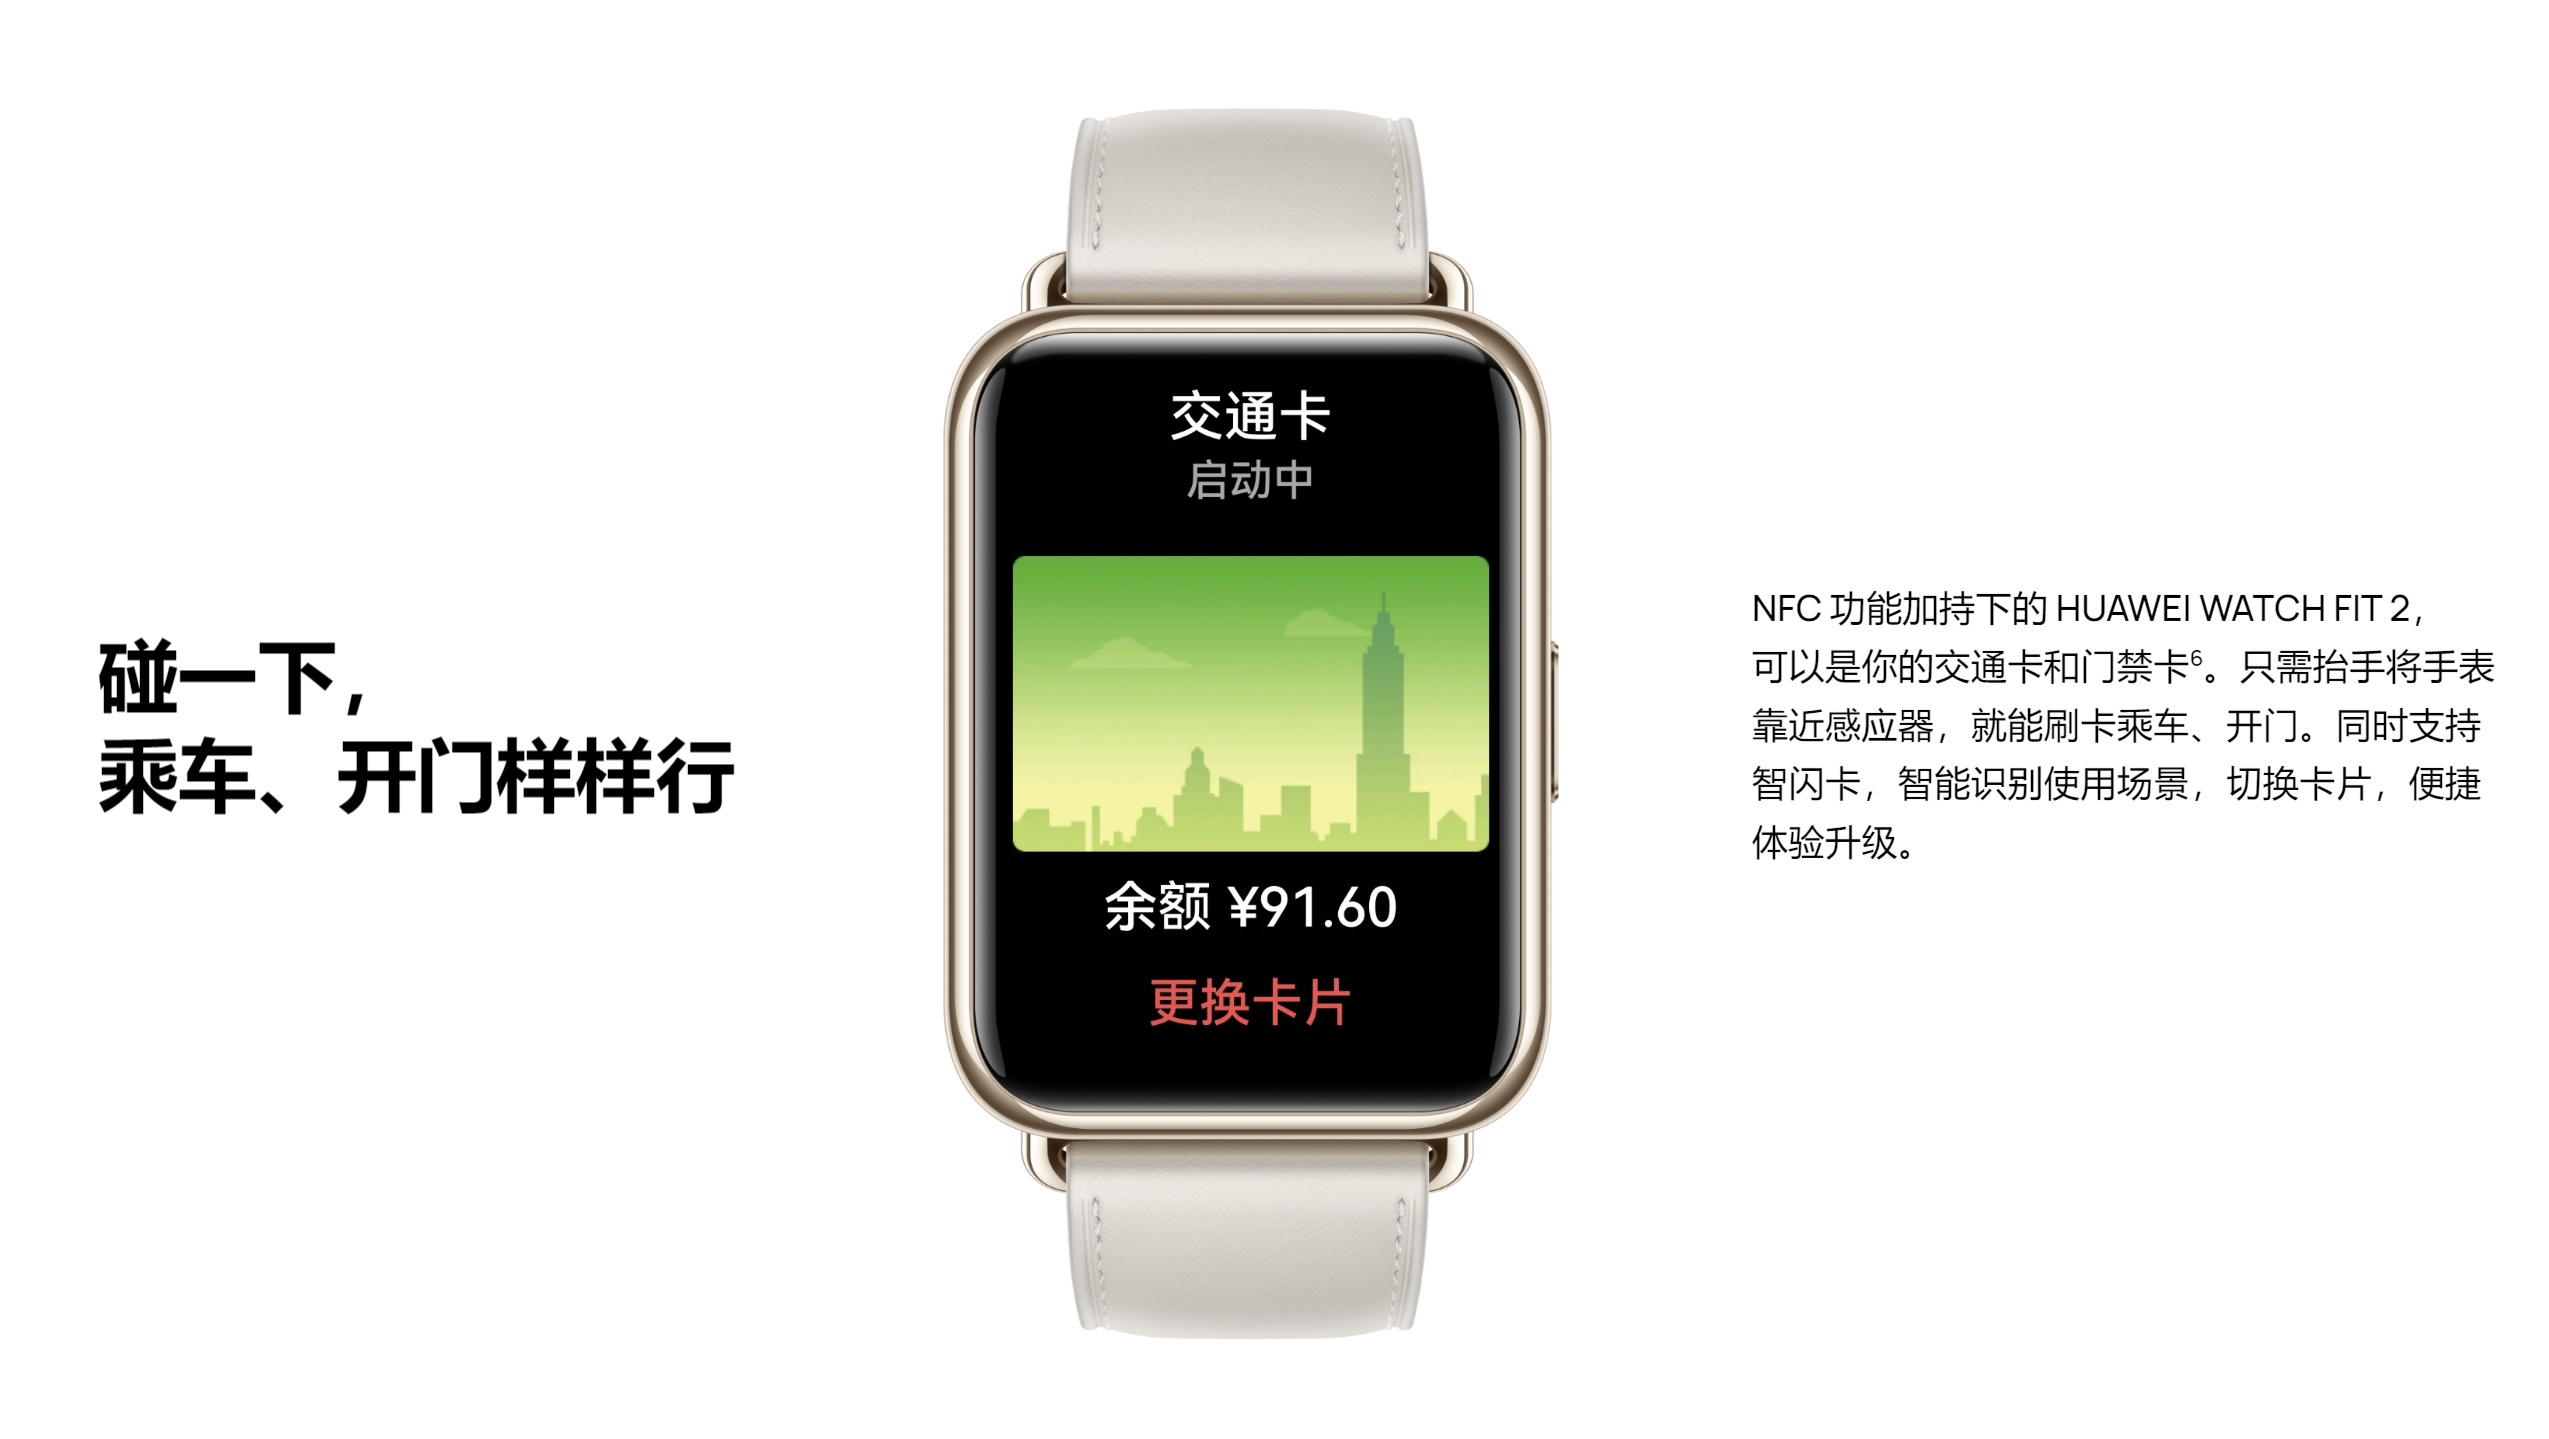 碰一下，
乘车、开门样样行
交通卡
启动中
余额 ¥91.60
更换卡片
NFC 功能加持下的 HUAWEI WATCH FIT 2，
可以是你的交通卡和门禁卡⁶。只需抬手将手表
靠近感应器，就能刷卡乘车、开门。同时支持
智闪卡，智能识别使用场景，切换卡片，便捷
体验升级。